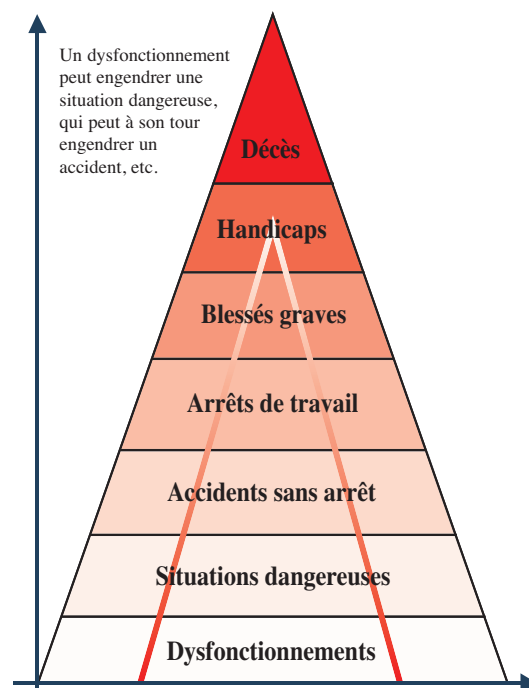 Un dysfonctionnement
peut engendrer une
situation dangereuse,
qui peut à son tour
engendrer un
accident, etc.
Décès
Handicaps
Blessés graves
Arrêts de travail
Accidents sans arrêt
Situations dangereuses
Dysfonctionnements